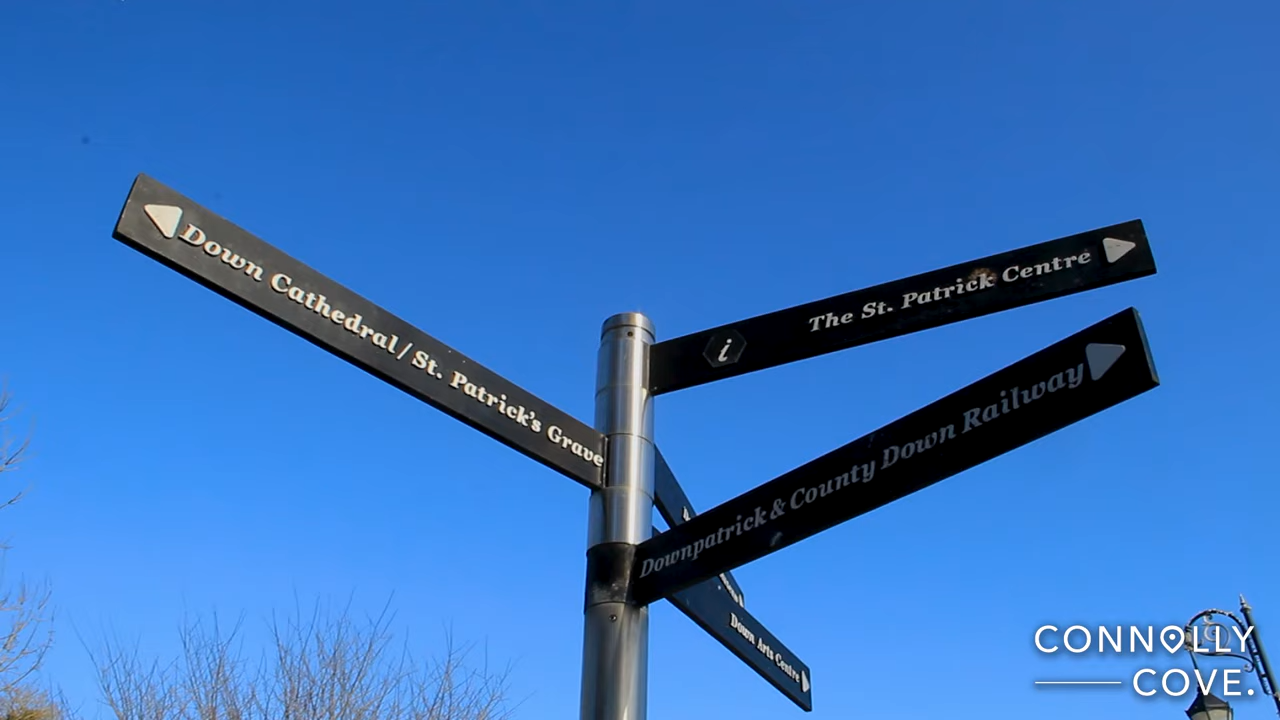 Down Cathedral/St. Patrick's Grave
i
The St. Patrick Centre
Downpatrick & County Down Railway
Down Arts Centre
CONNOLLY
COVE.